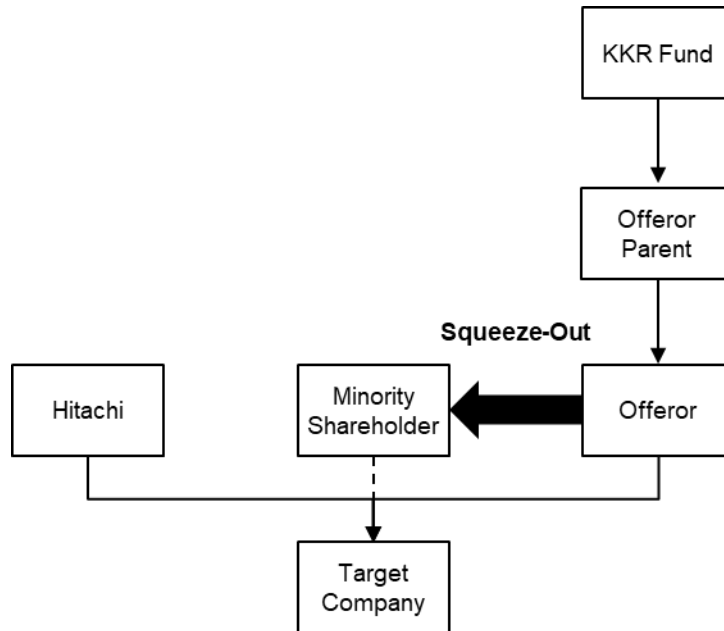 KKR Fund
Offeror
Parent
Squeeze-Out
Hitachi
Minority
Shareholder
Offeror
Target
Company